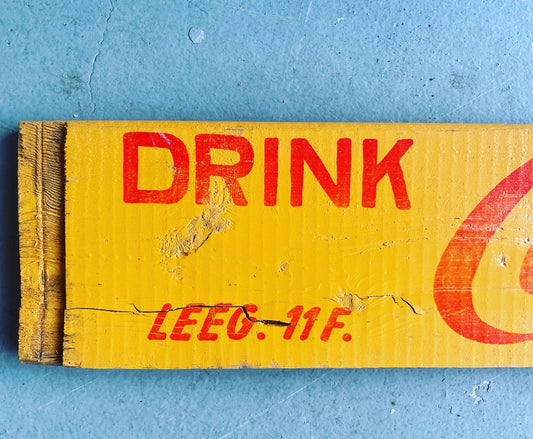 DRINK
LEEG. 11 F.